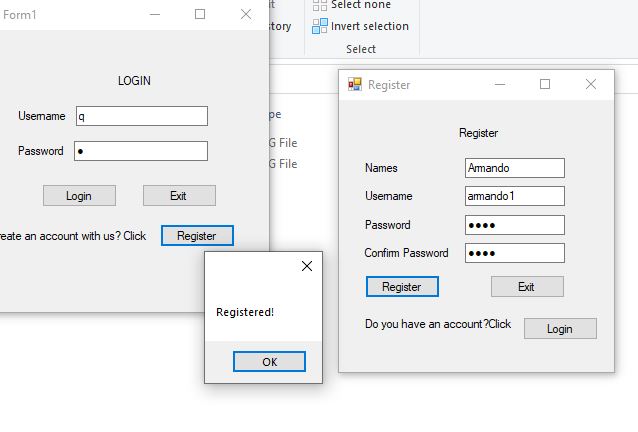 Form1
LOGIN
Username q
Password ●
Login Exit
reate an account with us? Click Register
Select none
Invert selection
Select
tory
pe
G File
G File
Register
Register
Names Armando
Username armando1
Password ●●●●
Confirm Password ●●●●
Register Exit
Do you have an account?Click Login
Registered!
OK